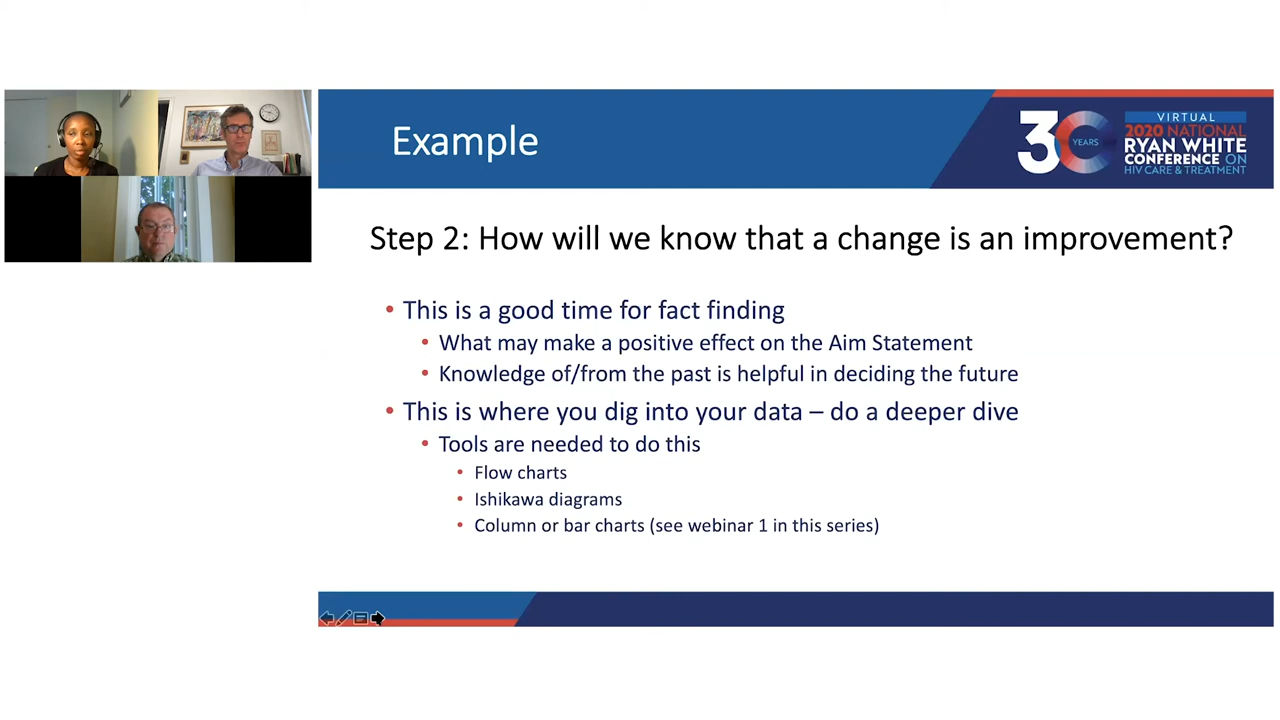 Example
30
YEARS
VIRTUAL
2020 NATIONAL
RYAN WHITE
CONFERENCE ON
HIV CARE & TREATMENT
Step 2: How will we know that a change is an improvement?
• This is a good time for fact finding
• What may make a positive effect on the Aim Statement
• Knowledge of/from the past is helpful in deciding the future
• This is where you dig into your data – do a deeper dive
• Tools are needed to do this
• Flow charts
• Ishikawa diagrams
• Column or bar charts (see webinar 1 in this series)